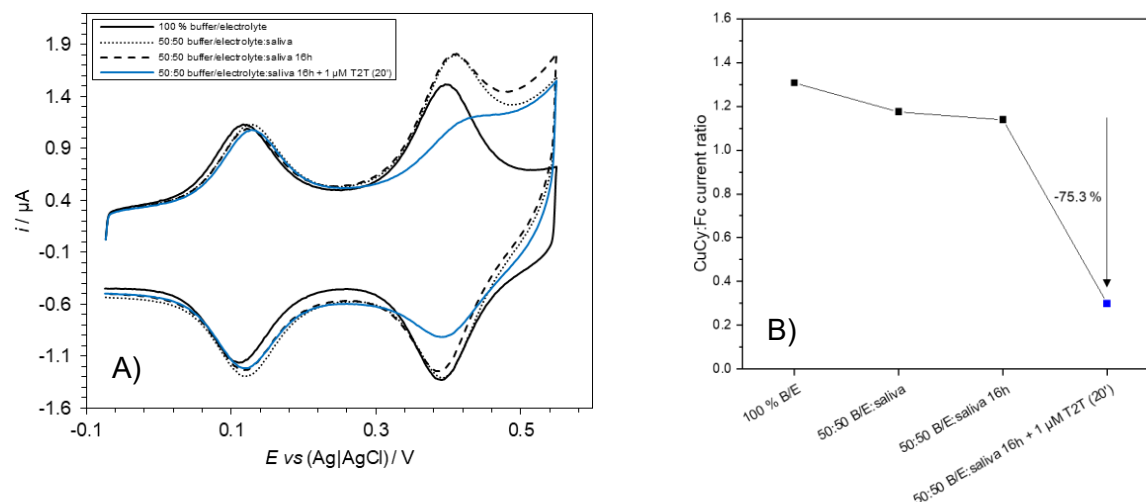 100 % buffer/electrolyte
50:50 buffer/electrolyte:saliva
50:50 buffer/electrolyte:saliva 16h
50:50 buffer/electrolyte:saliva 16h + 1 µM T2T (20')
1.9
1.4
0.9
0.4
-0.1
-0.6
-1.1
-1.6
i / µA
-0.1
0.1
0.3
0.5
E vs (Ag|AgCl) / V
A)
1.6
1.4
1.2
1.0
0.8
0.6
0.4
0.2
0.0
CuCy:Fc current ratio
-75.3 %
B)
100 % B/E
50:50 B/E:saliva
50:50 B/E:saliva 16h
50:50 B/E:saliva 16h + 1 µM T2T (20')